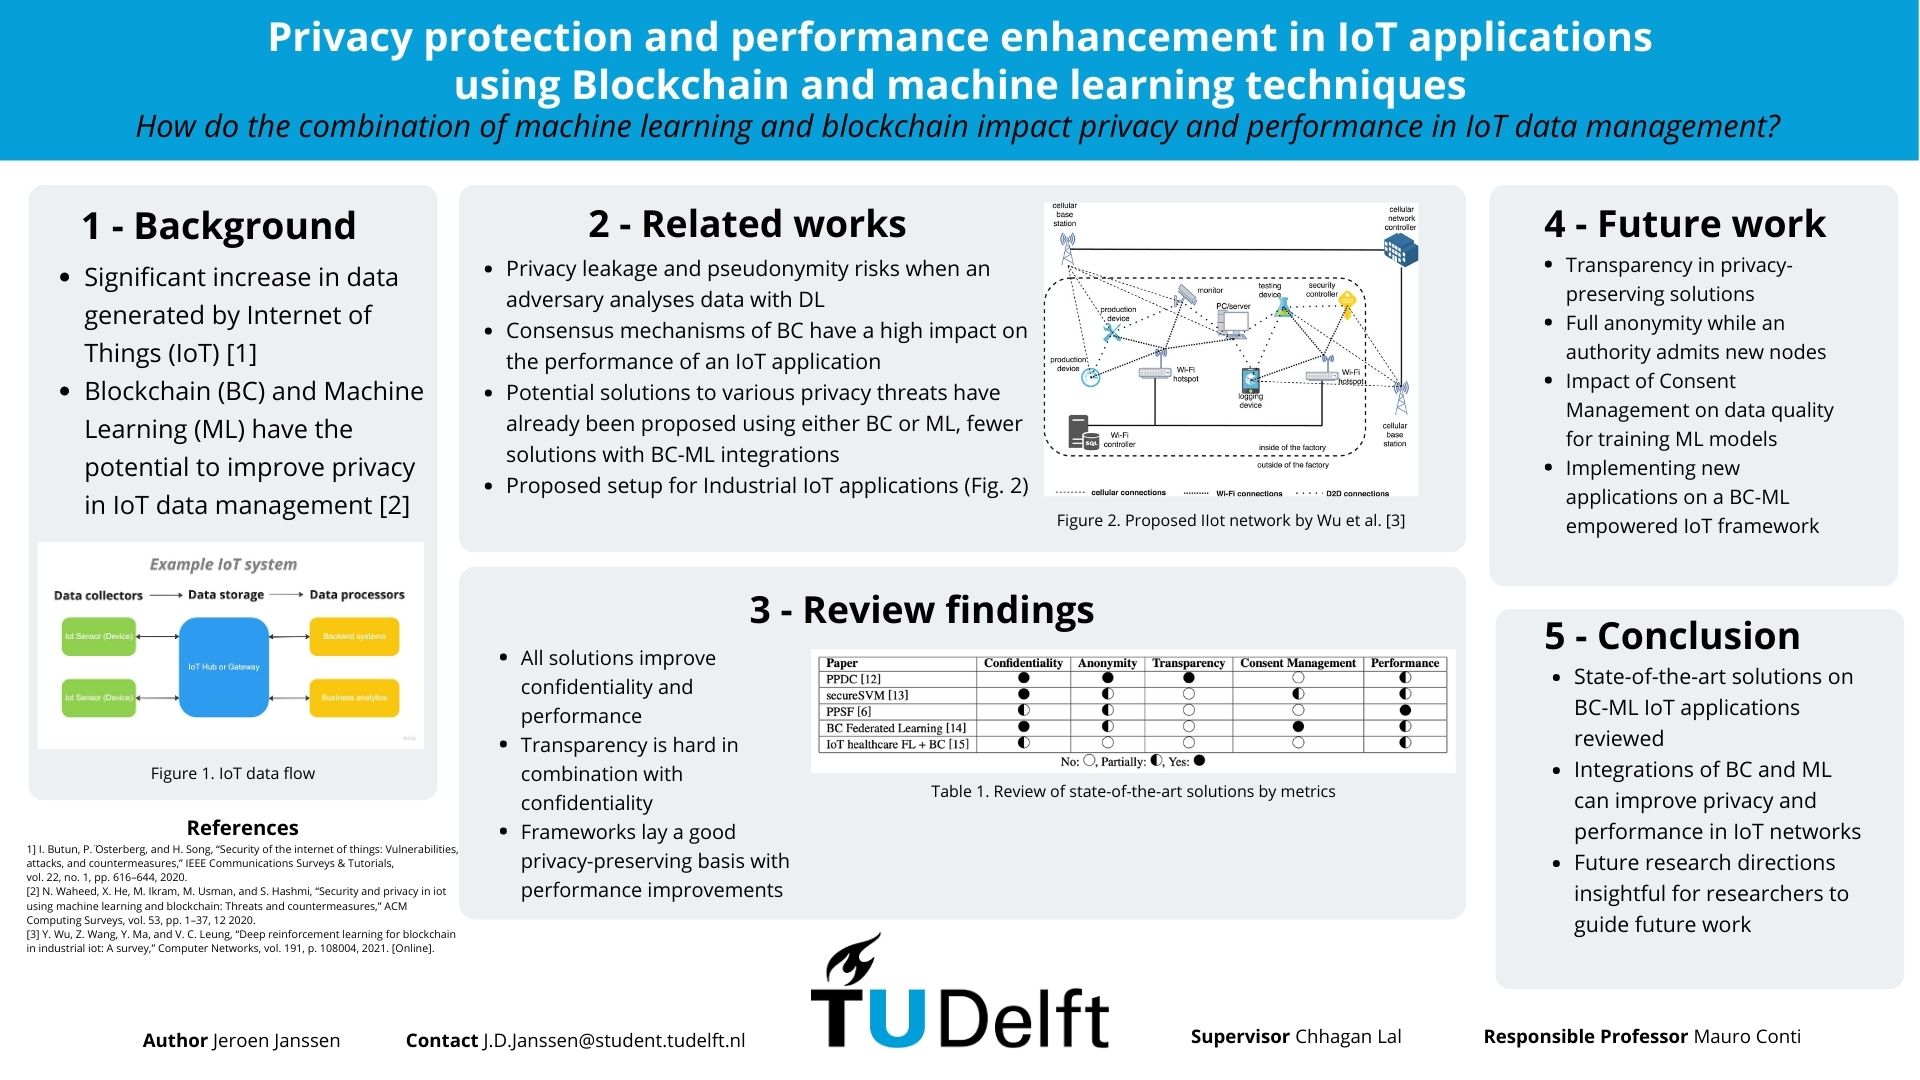 Privacy protection and performance enhancement in IoT applications
using Blockchain and machine learning techniques
How do the combination of machine learning and blockchain impact privacy and performance in IoT data management?
1 - Background
• Significant increase in data
generated by Internet of
Things (IoT) [1]
• Blockchain (BC) and Machine
Learning (ML) have the
potential to improve privacy
in IoT data management [2]
Example IoT system
Data collectors → Data storage → Data processors
Iot Sensor (Device)
IoT Hub or Gateway
Backend systems
Iot Sensor (Device)
Business analytics
Figure 1. IoT data flow
References
1] I. Butun, P. ̈Osterberg, and H. Song, “Security of the internet of things: Vulnerabilities,
attacks, and countermeasures,” IEEE Communications Surveys & Tutorials,
vol. 22, no. 1, pp. 616–644, 2020.
[2] N. Waheed, X. He, M. Ikram, M. Usman, and S. Hashmi, “Security and privacy in iot
using machine learning and blockchain: Threats and countermeasures,” ACM
Computing Surveys, vol. 53, pp. 1–37, 12 2020.
[3] Y. Wu, Z. Wang, Y. Ma, and V. C. Leung, “Deep reinforcement learning for blockchain
in industrial iot: A survey,” Computer Networks, vol. 191, p. 108004, 2021. [Online].
2 - Related works
• Privacy leakage and pseudonymity risks when an
adversary analyses data with DL
• Consensus mechanisms of BC have a high impact on
the performance of an IoT application
• Potential solutions to various privacy threats have
already been proposed using either BC or ML, fewer
solutions with BC-ML integrations
• Proposed setup for Industrial IoT applications (Fig. 2)
cellular
base
station
cellular
network
controller
monitor
testing
device
security
controller
production
device
PC/server
production
device
Wi-Fi
hotspot
logging
device
Wi-Fi
hotspot
SQL
Wi-Fi
controller
cellular
base
station
inside of the factory
outside of the factory
cellular connections Wi-Fi connections D2D connections
Figure 2. Proposed IIot network by Wu et al. [3]
3 - Review findings
• All solutions improve
confidentiality and
performance
• Transparency is hard in
combination with
confidentiality
• Frameworks lay a good
privacy-preserving basis with
performance improvements
Paper Confidentiality Anonymity Transparency Consent Management Performance
PPDC [12] ● ● ● ○ ◐
secureSVM [13] ● ◐ ○ ◐ ◐
PPSF [6] ◐ ◐ ○ ○ ●
BC Federated Learning [14] ● ◐ ○ ● ◐
IoT healthcare FL + BC [15] ◐ ○ ○ ○ ◐
No: ○, Partially: ◐, Yes: ●
Table 1. Review of state-of-the-art solutions by metrics
4 - Future work
• Transparency in privacy-
preserving solutions
• Full anonymity while an
authority admits new nodes
• Impact of Consent
Management on data quality
for training ML models
• Implementing new
applications on a BC-ML
empowered IoT framework
5 - Conclusion
• State-of-the-art solutions on
BC-ML IoT applications
reviewed
• Integrations of BC and ML
can improve privacy and
performance in IoT networks
• Future research directions
insightful for researchers to
guide future work
Author Jeroen Janssen
Contact J.D.Janssen@student.tudelft.nl
TU Delft
Supervisor Chhagan Lal
Responsible Professor Mauro Conti